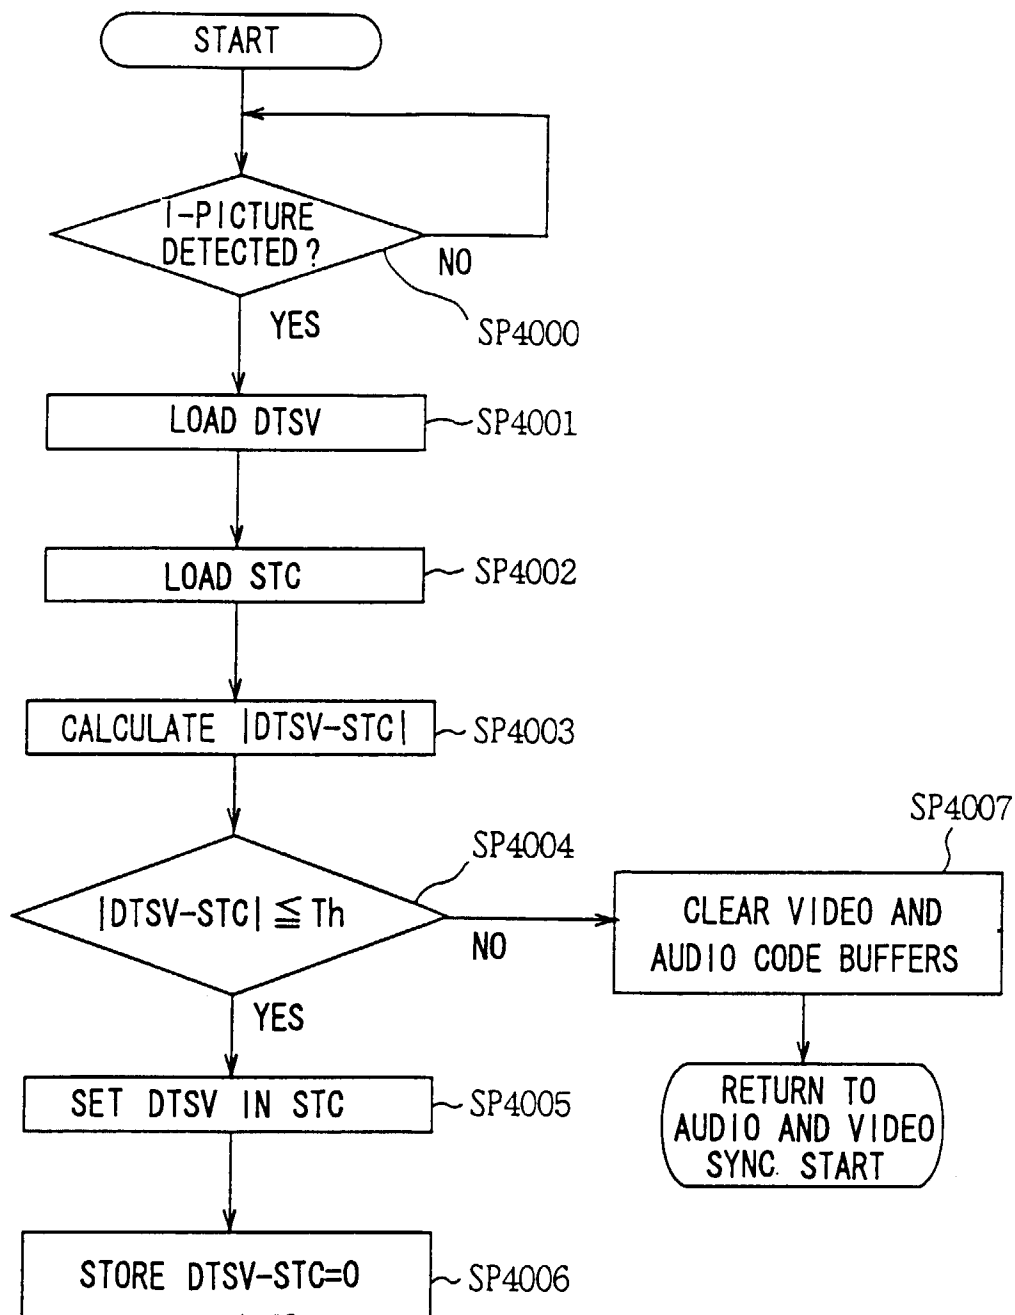 START
I-PICTURE
DETECTED?
NO
YES
SP4000
LOAD DTSV
SP4001
LOAD STC
SP4002
CALCULATE |DTSV-STC|
SP4003
|DTSV-STC| ≦ Th
SP4004
NO
YES
SP4007
CLEAR VIDEO AND
AUDIO CODE BUFFERS
RETURN TO
AUDIO AND VIDEO
SYNC. START
SET DTSV IN STC
SP4005
STORE DTSV-STC=0
SP4006